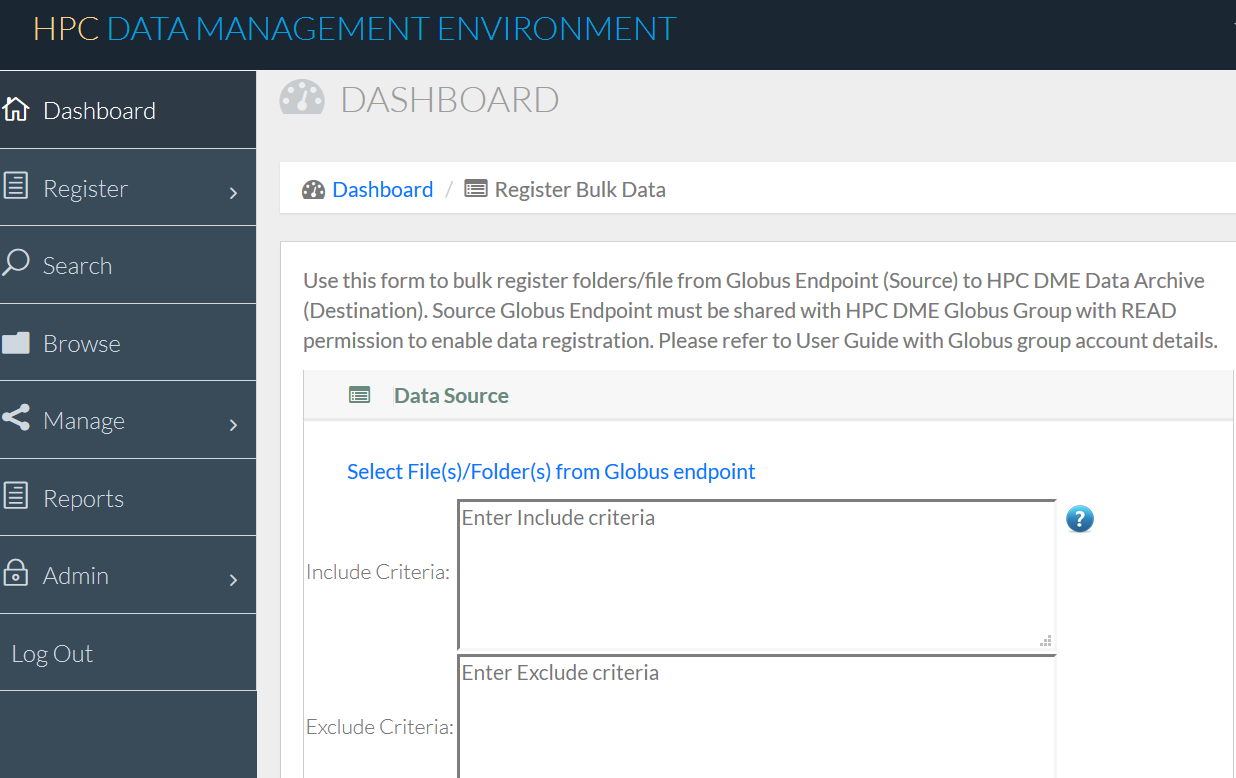 HPC DATA MANAGEMENT ENVIRONMENT
Dashboard
Register
Search
Browse
Manage
Reports
Admin
Log Out
DASHBOARD
Dashboard / Register Bulk Data
Use this form to bulk register folders/file from Globus Endpoint (Source) to HPC DME Data Archive
(Destination). Source Globus Endpoint must be shared with HPC DME Globus Group with READ
permission to enable data registration. Please refer to User Guide with Globus group account details.
Data Source
Select File(s)/Folder(s) from Globus endpoint
Include Criteria:
Enter Include criteria
?
Exclude Criteria:
Enter Exclude criteria